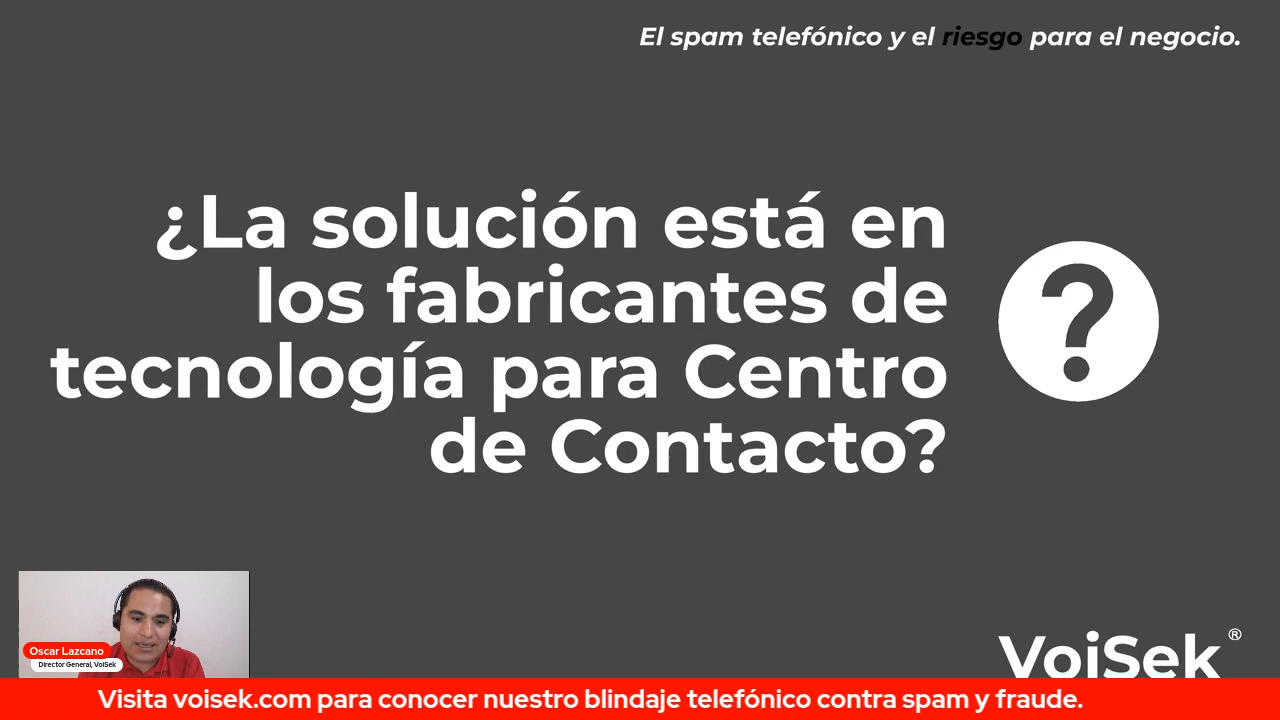 El spam telefónico y el riesgo para el negocio.
¿La solución está en
los fabricantes de
tecnología para Centro
de Contacto?
?
Oscar Lazcano
Director General, VoiSek
VoiSek®
Visita voisek.com para conocer nuestro blindaje telefónico contra spam y fraude.